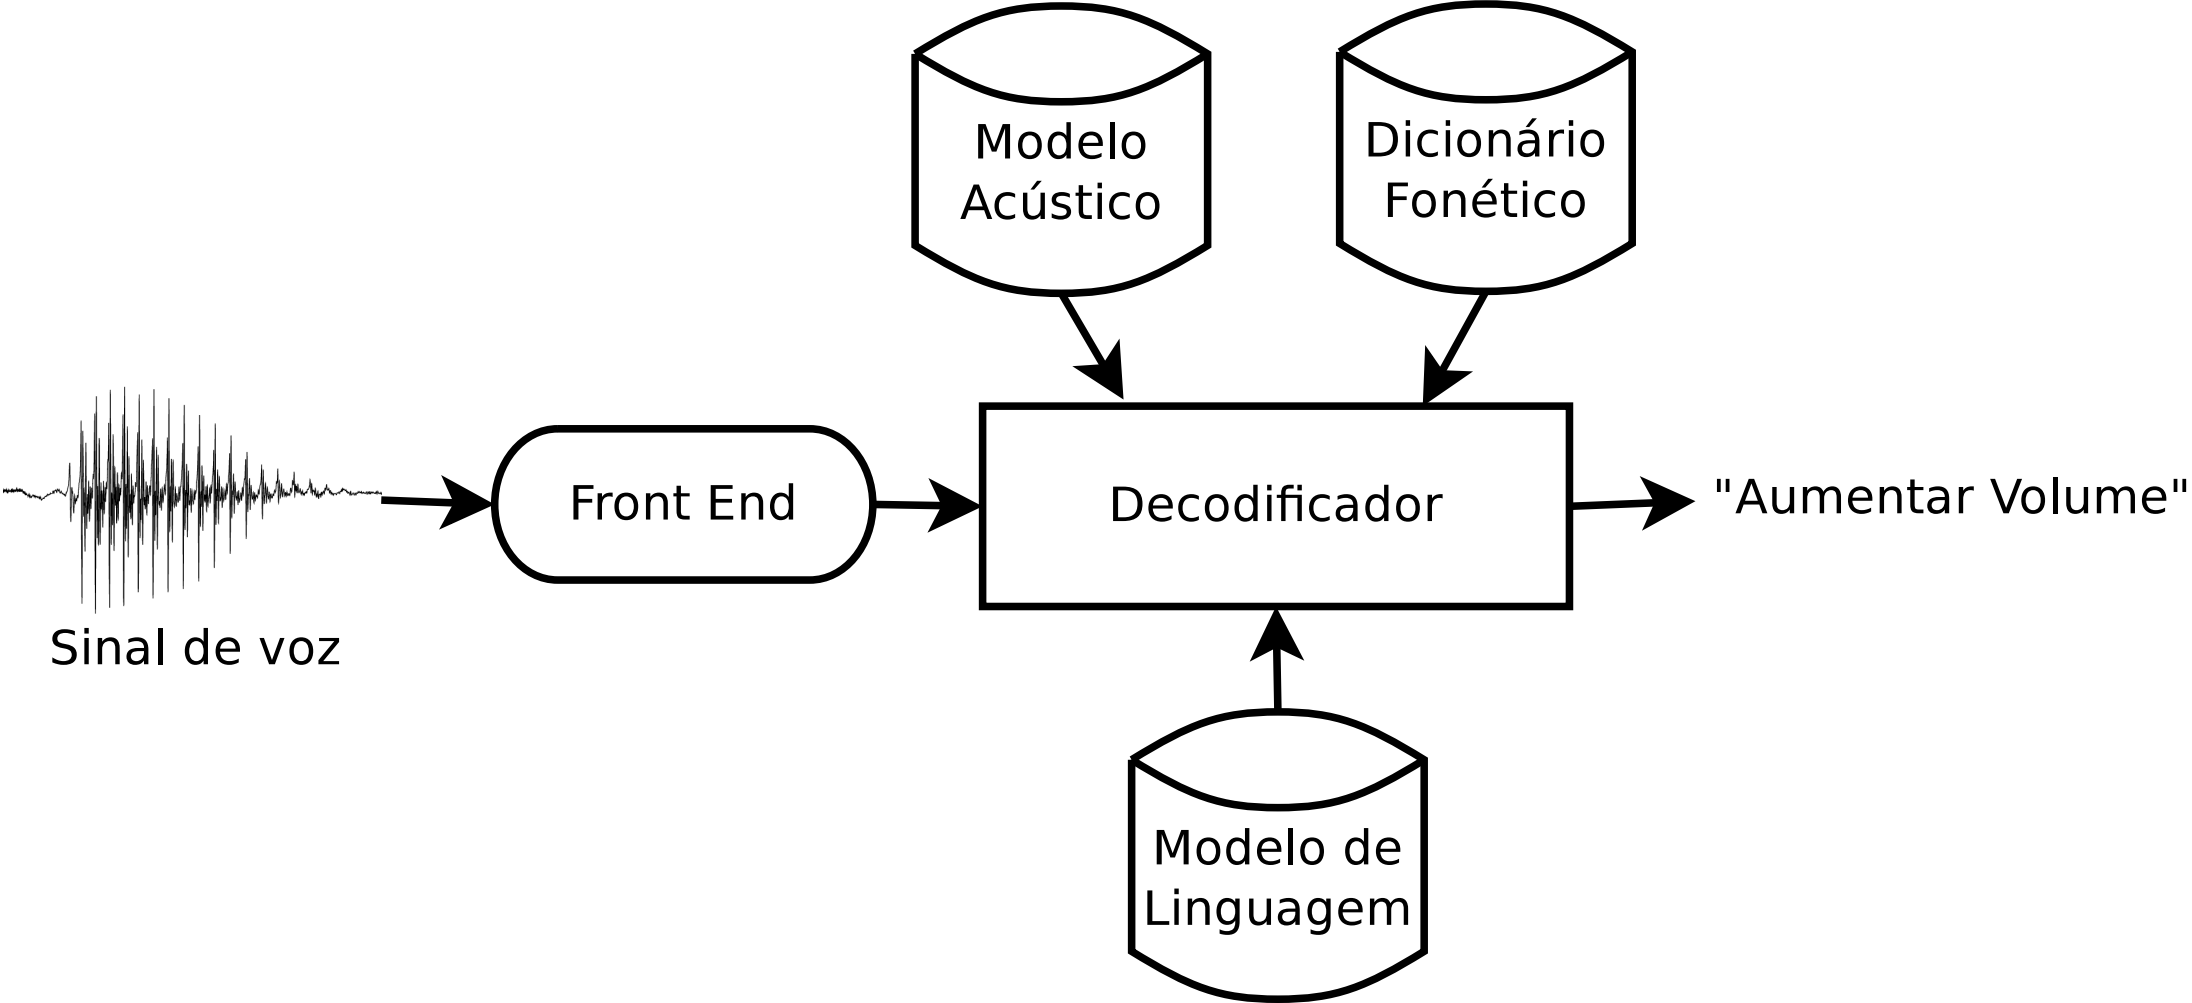 Modelo
Acústico
Dicionário
Fonético
Sinal de voz
Front End
Decodificador
"Aumentar Volume"
Modelo de
Linguagem